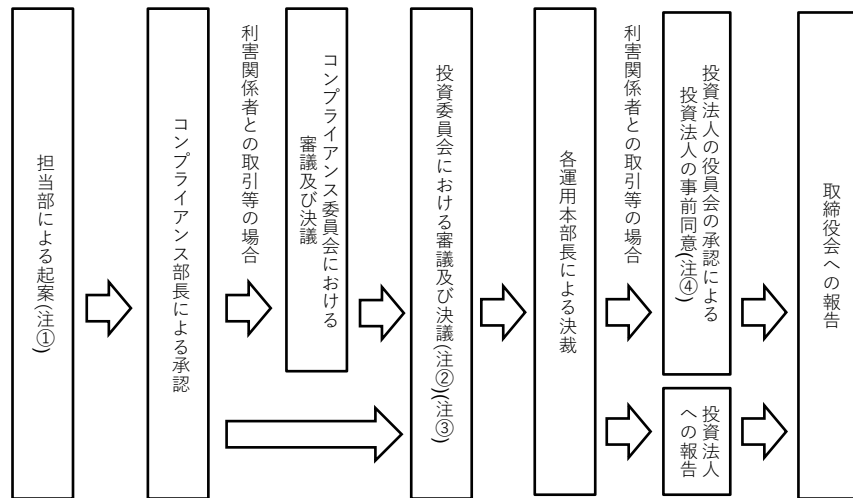 担当部による起案(注①)
コンプライアンス部長による承認
利害関係者との取引等の場合
コンプライアンス委員会における
審議及び決議
投資委員会における審議及び決議(注②)(注③)
各運用本部長による決裁
利害関係者との取引等の場合
投資法人の役員会の承認による
投資法人の事前同意(注④)
投資法人
への報告
取締役会への報告